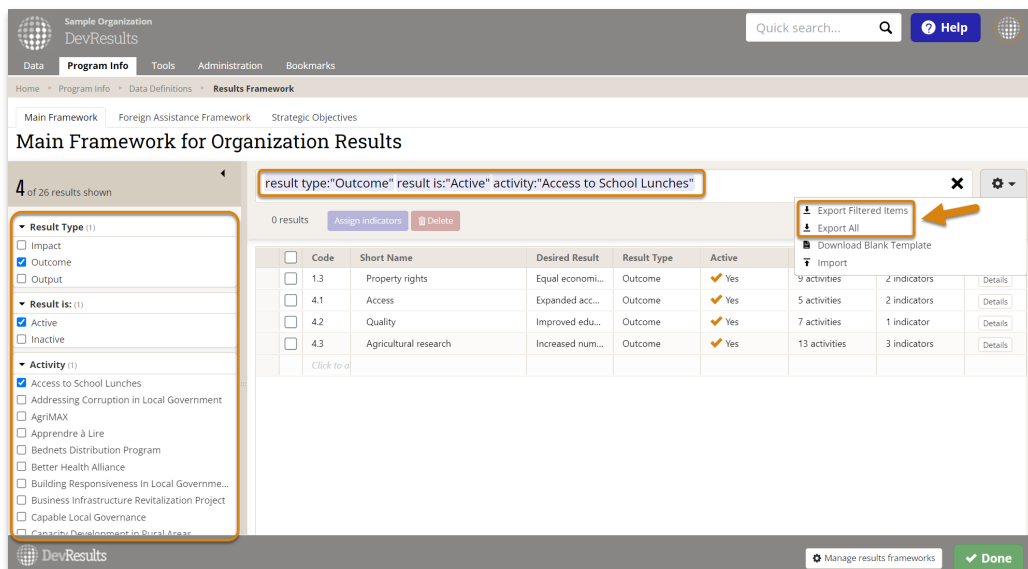 Sample Organization
DevResults
Quick search...
? Help
Data Program Info Tools Administration Bookmarks
Home Program Info Data Definitions Results Framework
Main Framework Foreign Assistance Framework Strategic Objectives
Main Framework for Organization Results
4 of 26 results shown
result type:"Outcome" result is:"Active" activity:"Access to School Lunches"
0 results Assign indicators Delete
Export Filtered Items
Export All
Download Blank Template
Import
Result Type (1)
Impact
Outcome
Output
Result is: (1)
Active
Inactive
Activity (1)
Access to School Lunches
Addressing Corruption in Local Government
AgriMAX
Apprendre à Lire
Bednets Distribution Program
Better Health Alliance
Building Responsiveness In Local Governme...
Business Infrastructure Revitalization Project
Capable Local Governance
Capacity Development in Rural Areas
Code Short Name Desired Result Result Type Active
1.3 Property rights Equal economi... Outcome Yes 9 activities 2 indicators Details
4.1 Access Expanded acc... Outcome Yes 5 activities 2 indicators Details
4.2 Quality Improved edu... Outcome Yes 7 activities 1 indicator Details
4.3 Agricultural research Increased num... Outcome Yes 13 activities 3 indicators Details
Click to a
DevResults
Manage results frameworks
Done